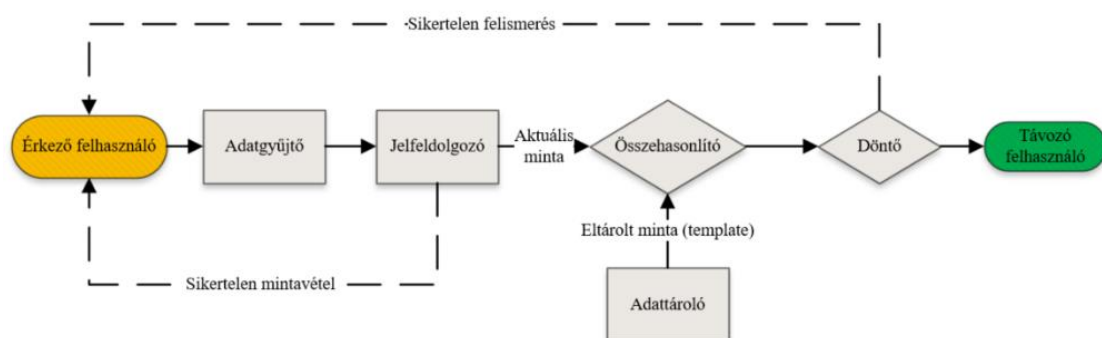 Sikertelen felismerés
Érkező felhasználó
Adatgyűjtő
Jelfeldolgozó
Aktuális
minta
Összehasonlító
Döntő
Távozó
felhasználó
Eltárolt minta (template)
Sikertelen mintavétel
Adattároló